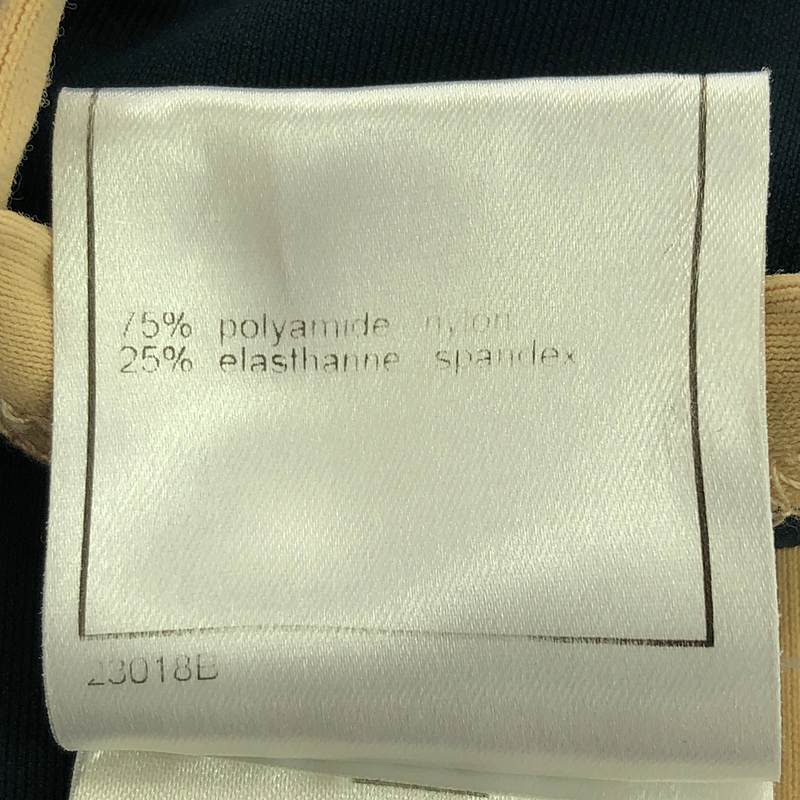 75% polyamide nylon
25% elasthanne spandex
23018B